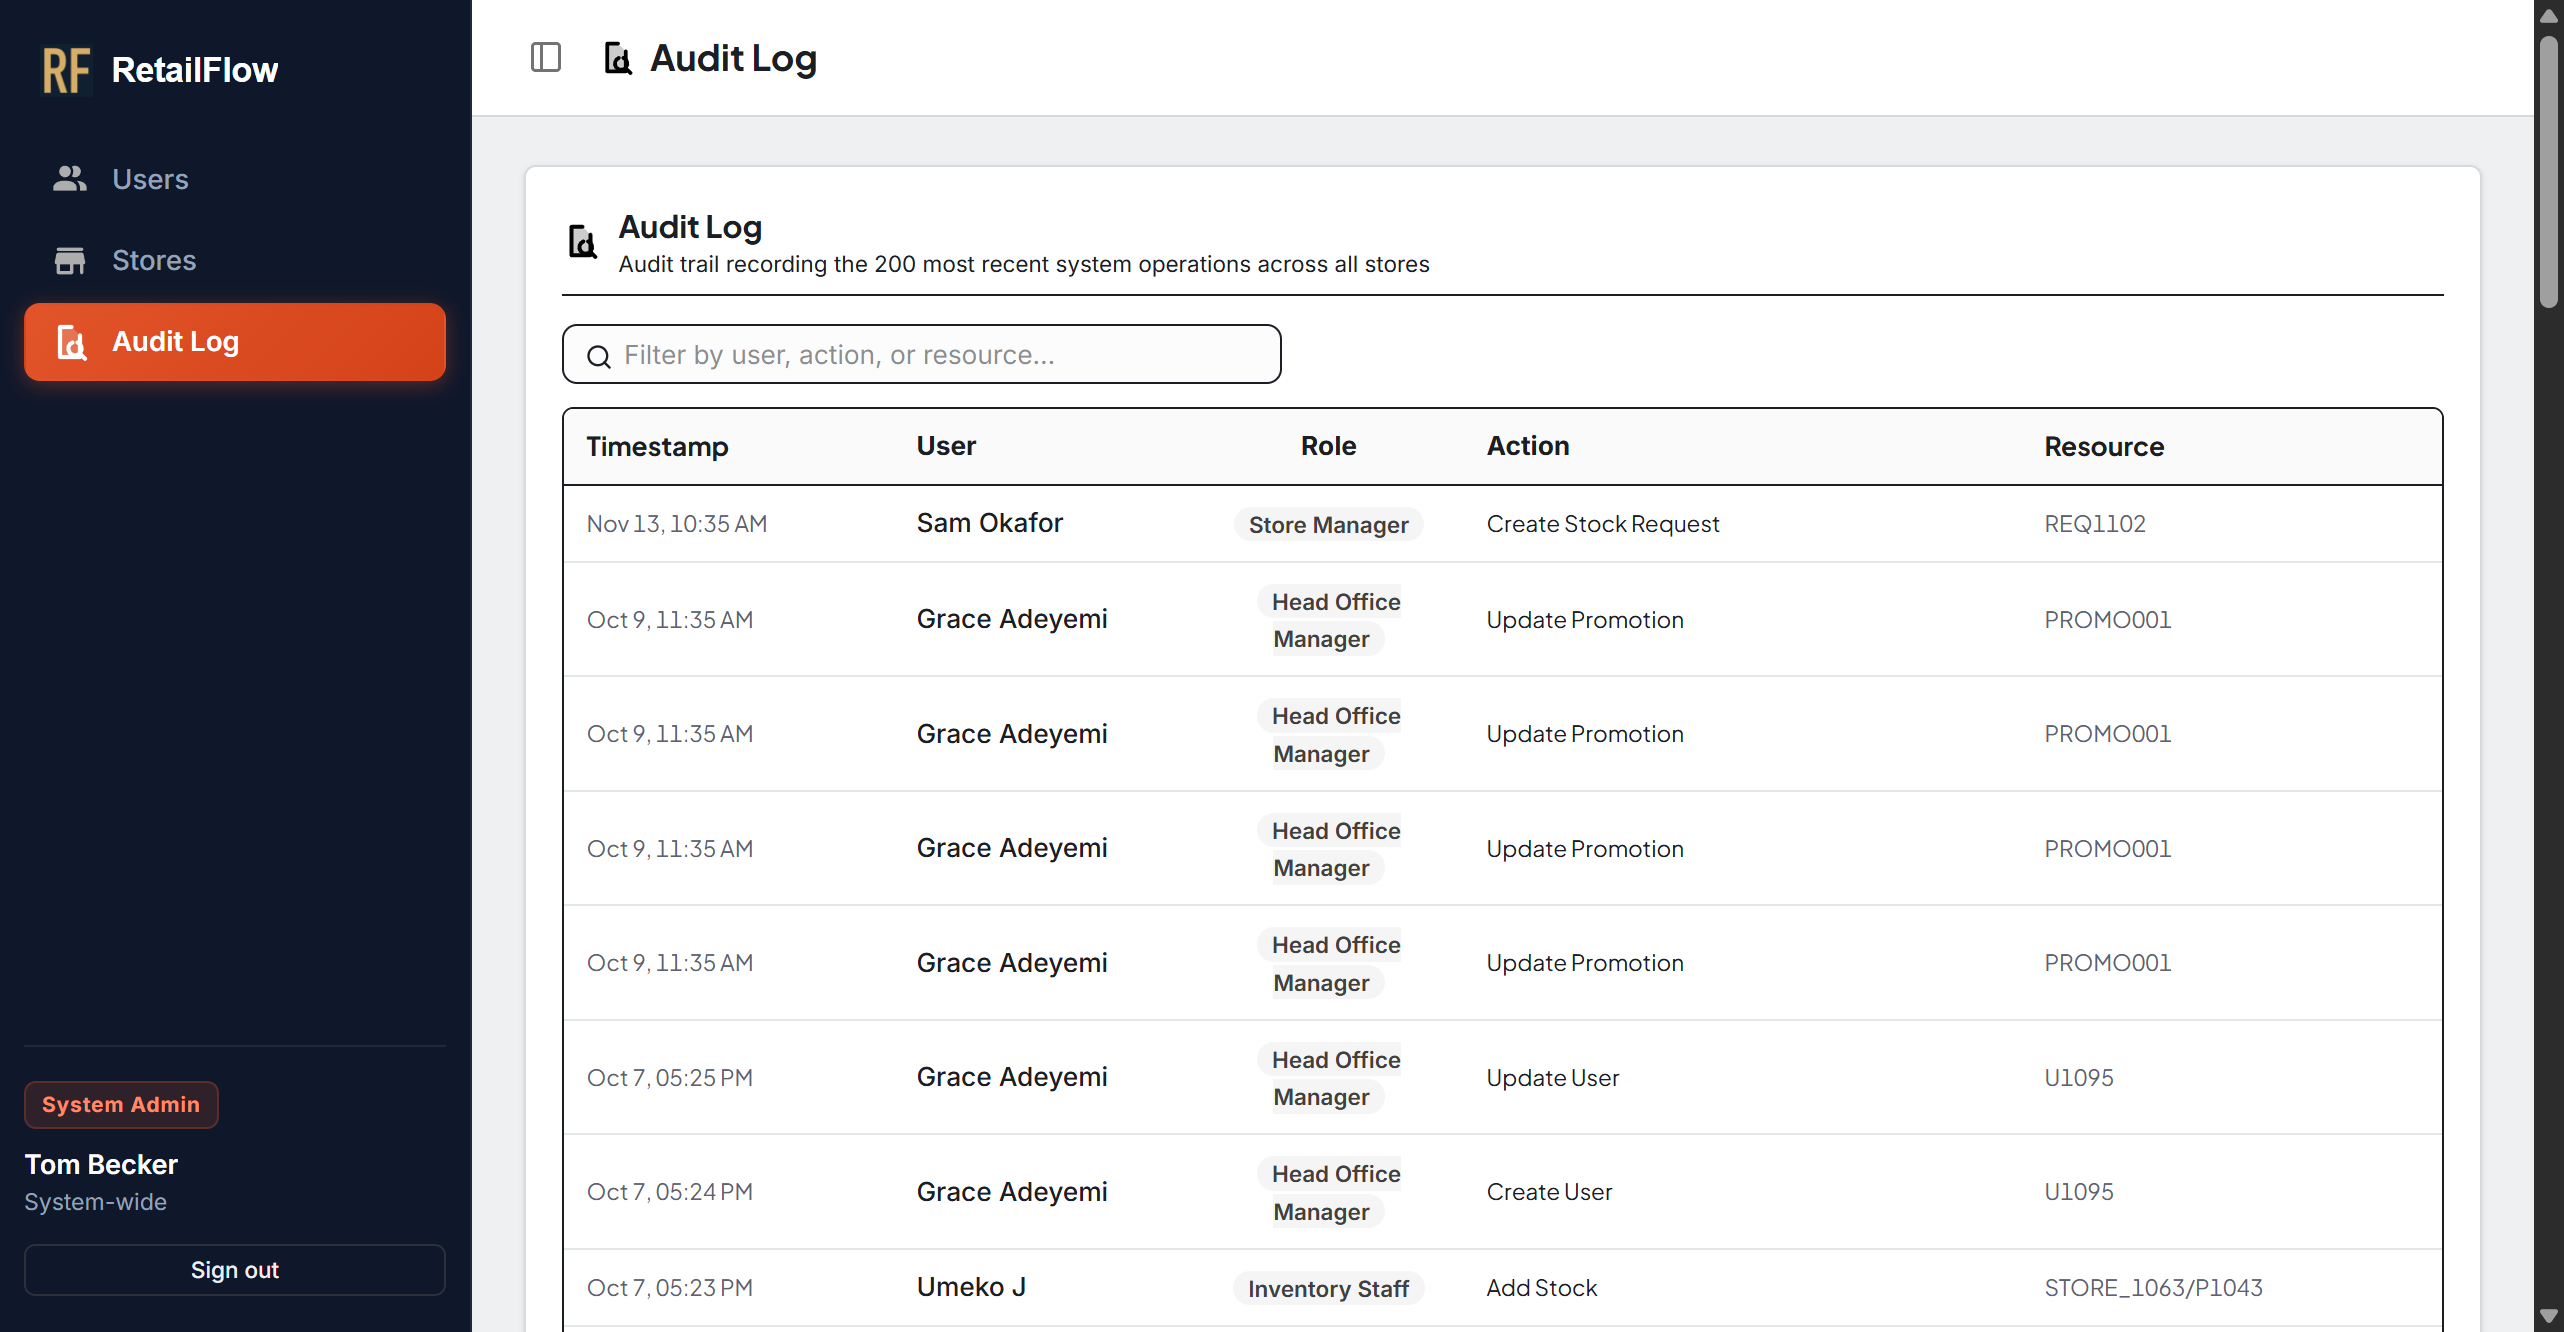 RF RetailFlow
Users
Stores
Audit Log
System Admin
Tom Becker
System-wide
Sign out
Audit Log
Audit Log
Audit trail recording the 200 most recent system operations across all stores
Filter by user, action, or resource...
Timestamp User Role Action Resource
Nov 13, 10:35 AM Sam Okafor Store Manager Create Stock Request REQ1102
Oct 9, 11:35 AM Grace Adeyemi Head Office Manager Update Promotion PROMO001
Oct 9, 11:35 AM Grace Adeyemi Head Office Manager Update Promotion PROMO001
Oct 9, 11:35 AM Grace Adeyemi Head Office Manager Update Promotion PROMO001
Oct 9, 11:35 AM Grace Adeyemi Head Office Manager Update Promotion PROMO001
Oct 7, 05:25 PM Grace Adeyemi Head Office Manager Update User U1095
Oct 7, 05:24 PM Grace Adeyemi Head Office Manager Create User U1095
Oct 7, 05:23 PM Umeko J Inventory Staff Add Stock STORE_1063/P1043